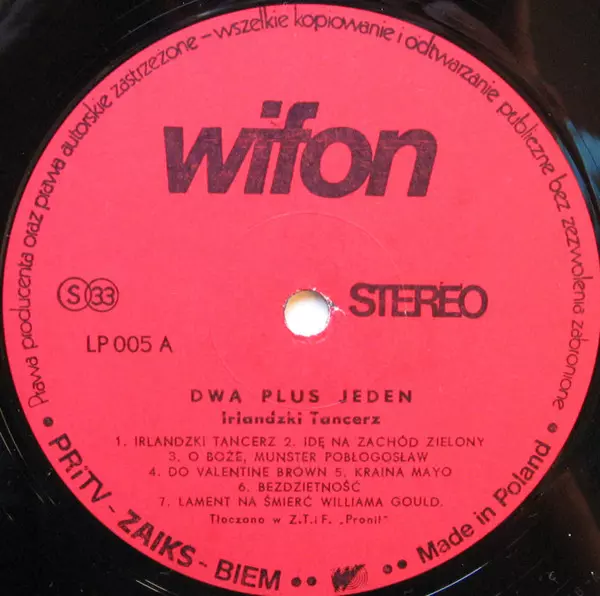 Prawa producenta oraz prawa autorskie zastrzeżone – wszelkie kopiowanie i odtwarzanie publiczne bez zezwolenia zabronione
wifon
S 33 STEREO
LP 005 A
DWA PLUS JEDEN
Irlandzki Tancerz
1. IRLANDZKI TANCERZ 2. IDĘ NA ZACHÓD ZIELONY
3. O BOŻE, MUNSTER POBŁOGOSŁAW
4. DO VALENTINE BROWN 5. KRAINA MAYO
6. BEZDZIETNOŚĆ
7. LAMENT NA ŚMIERĆ WILLIAMA GOULD.
Tłoczono w Z.T.i F. „Pronit"
PRiTV - ZAIKS - BIEM
Made in Poland